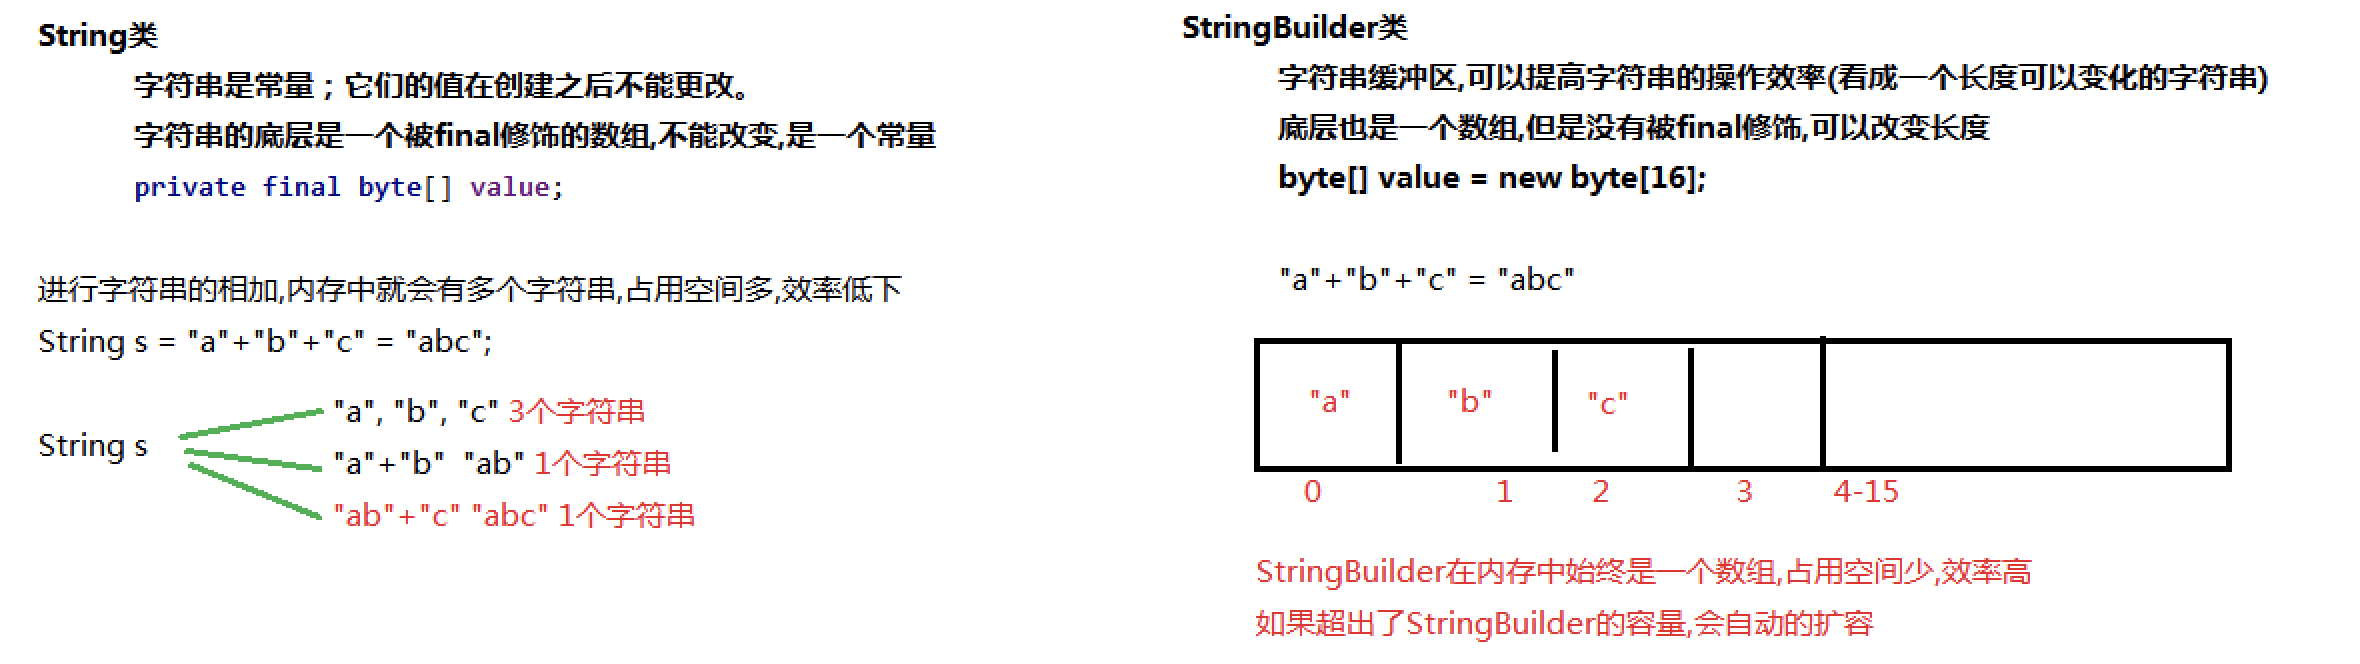 String类
字符串是常量；它们的值在创建之后不能更改。
字符串的底层是一个被final修饰的数组,不能改变,是一个常量
private final byte[] value;
进行字符串的相加,内存中就会有多个字符串,占用空间多,效率低下
String s = "a"+"b"+"c" = "abc";
String s
"a", "b", "c" 3个字符串
"a"+"b"  "ab" 1个字符串
"ab"+"c" "abc" 1个字符串
StringBuilder类
字符串缓冲区,可以提高字符串的操作效率(看成一个长度可以变化的字符串)
底层也是一个数组,但是没有被final修饰,可以改变长度
byte[] value = new byte[16];
"a"+"b"+"c" = "abc"
"a" "b" "c"
0 1 2 3 4-15
StringBuilder在内存中始终是一个数组,占用空间少,效率高
如果超出了StringBuilder的容量,会自动的扩容